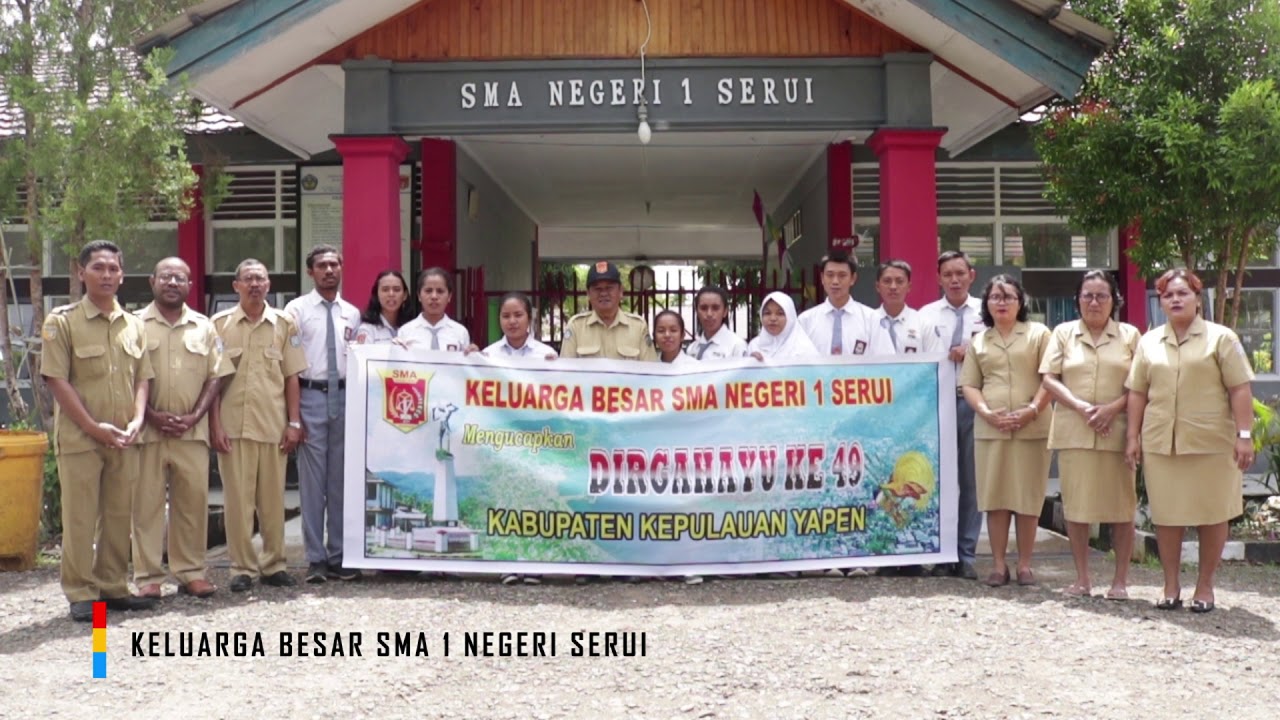 SMA NEGERI 1 SERUI
SMA
KELUARGA BESAR SMA NEGERI 1 SERUI
Mengucapkan
DIRGAHAYU KE 49
KABUPATEN KEPULAUAN YAPEN
KELUARGA BESAR SMA 1 NEGERI SERUI